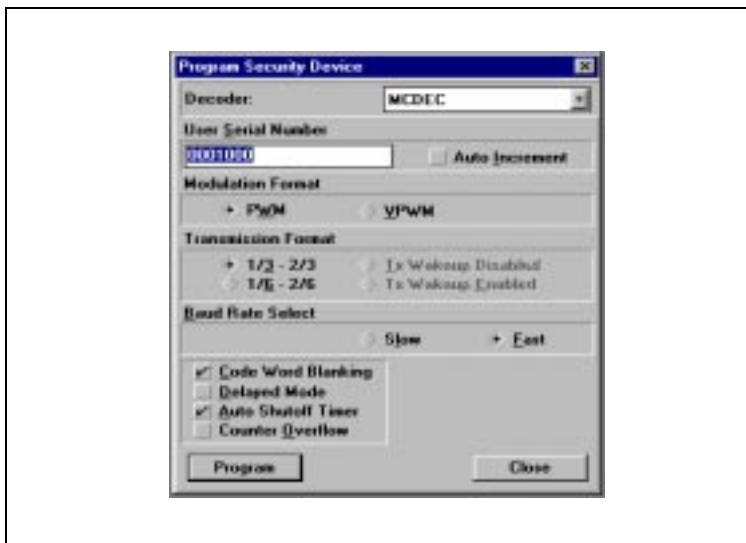 Program Security Device
Decoder: MCDEC
User Serial Number
0001000 Auto Increment
Modulation Format
PWM VPWM
Transmission Format
1/3 - 2/3 Tx Wakeup Disabled
1/6 - 2/6 Tx Wakeup Enabled
Baud Rate Select
Slow Fast
Code Word Blanking
Delayed Mode
Auto Shutoff Timer
Counter Overflow
Program Close